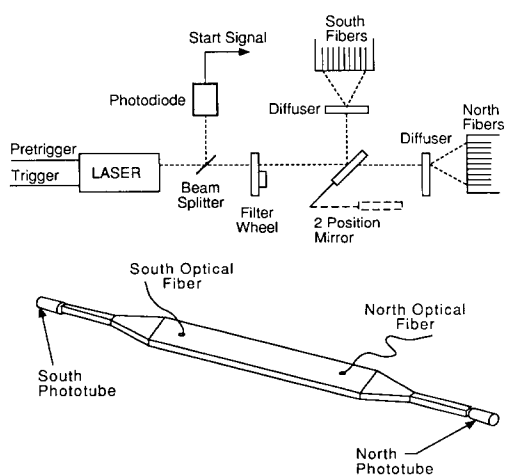 Start Signal
South
Fibers
Photodiode
Diffuser
North
Fibers
Diffuser
Pretrigger
Trigger
LASER
Beam
Splitter
Filter
Wheel
2 Position
Mirror
South Optical
Fiber
North Optical
Fiber
South
Phototube
North
Phototube